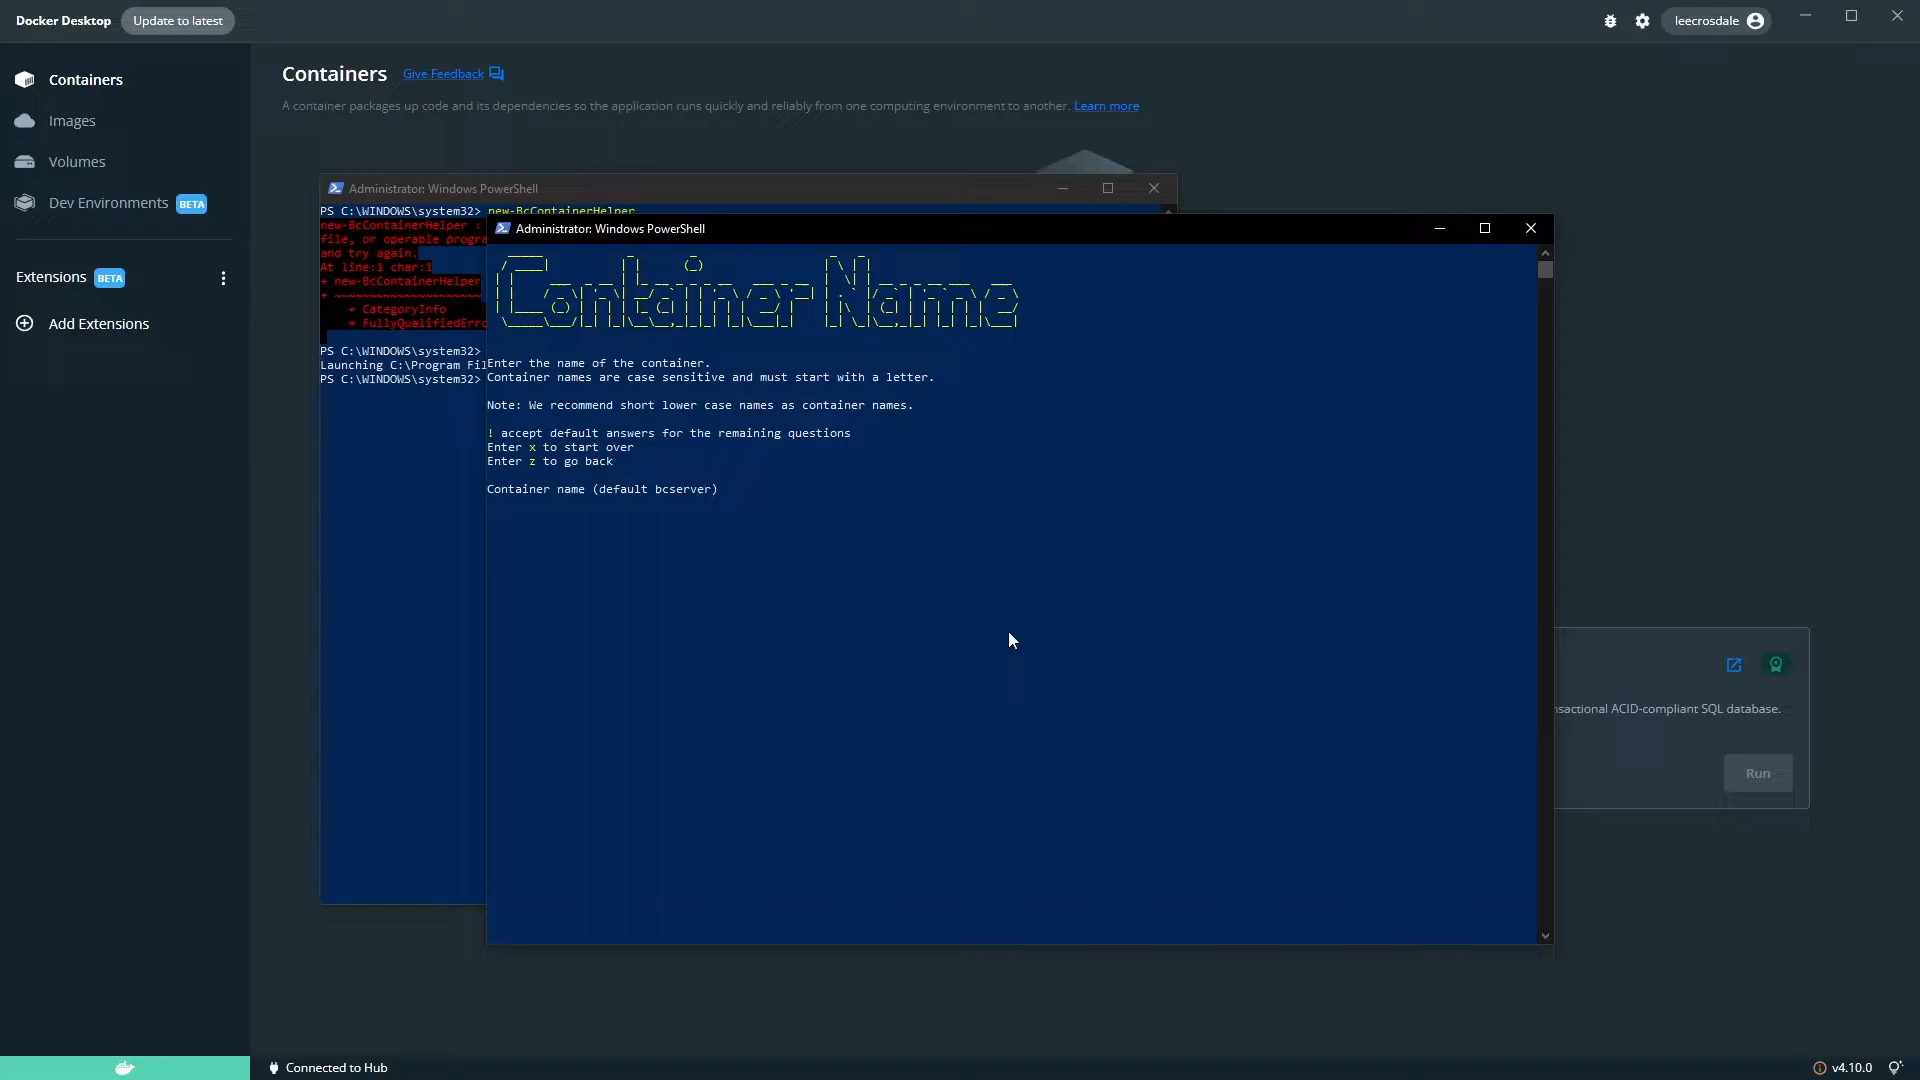 Docker Desktop
Update to latest
leecrosdale
Containers
Images
Volumes
Dev Environments BETA
Extensions BETA
Add Extensions
Containers Give Feedback
A container packages up code and its dependencies so the application runs quickly and reliably from one computing environment to another. Learn more
Administrator: Windows PowerShell
PS C:\WINDOWS\system32> new-BcContainerHelper
new-BcContainerHelper :
file, or operable progra
and try again.
At line:1 char:1
+ new-BcContainerHelper
+ ~~~~~~~~~~~~~~~~~~~~~
+ CategoryInfo
+ FullyQualifiedErro
PS C:\WINDOWS\system32>
Launching C:\Program Fil
PS C:\WINDOWS\system32>
Administrator: Windows PowerShell
Container Name
Enter the name of the container.
Container names are case sensitive and must start with a letter.
Note: We recommend short lower case names as container names.
! accept default answers for the remaining questions
Enter x to start over
Enter z to go back
Container name (default bcserver)
nsactional ACID-compliant SQL database.
Run
Connected to Hub
v4.10.0